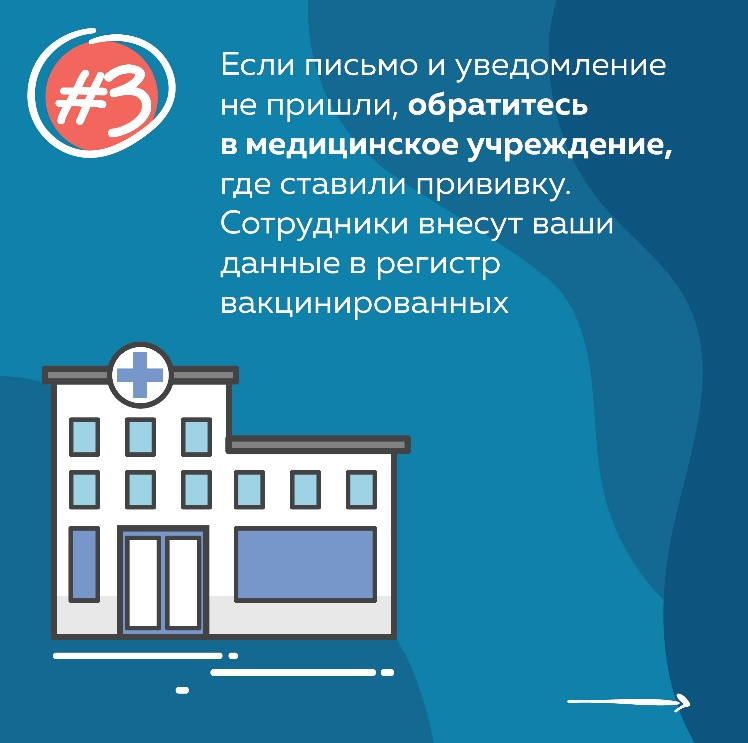 #3
Если письмо и уведомление
не пришли, обратитесь
в медицинское учреждение,
где ставили прививку.
Сотрудники внесут ваши
данные в регистр
вакцинированных